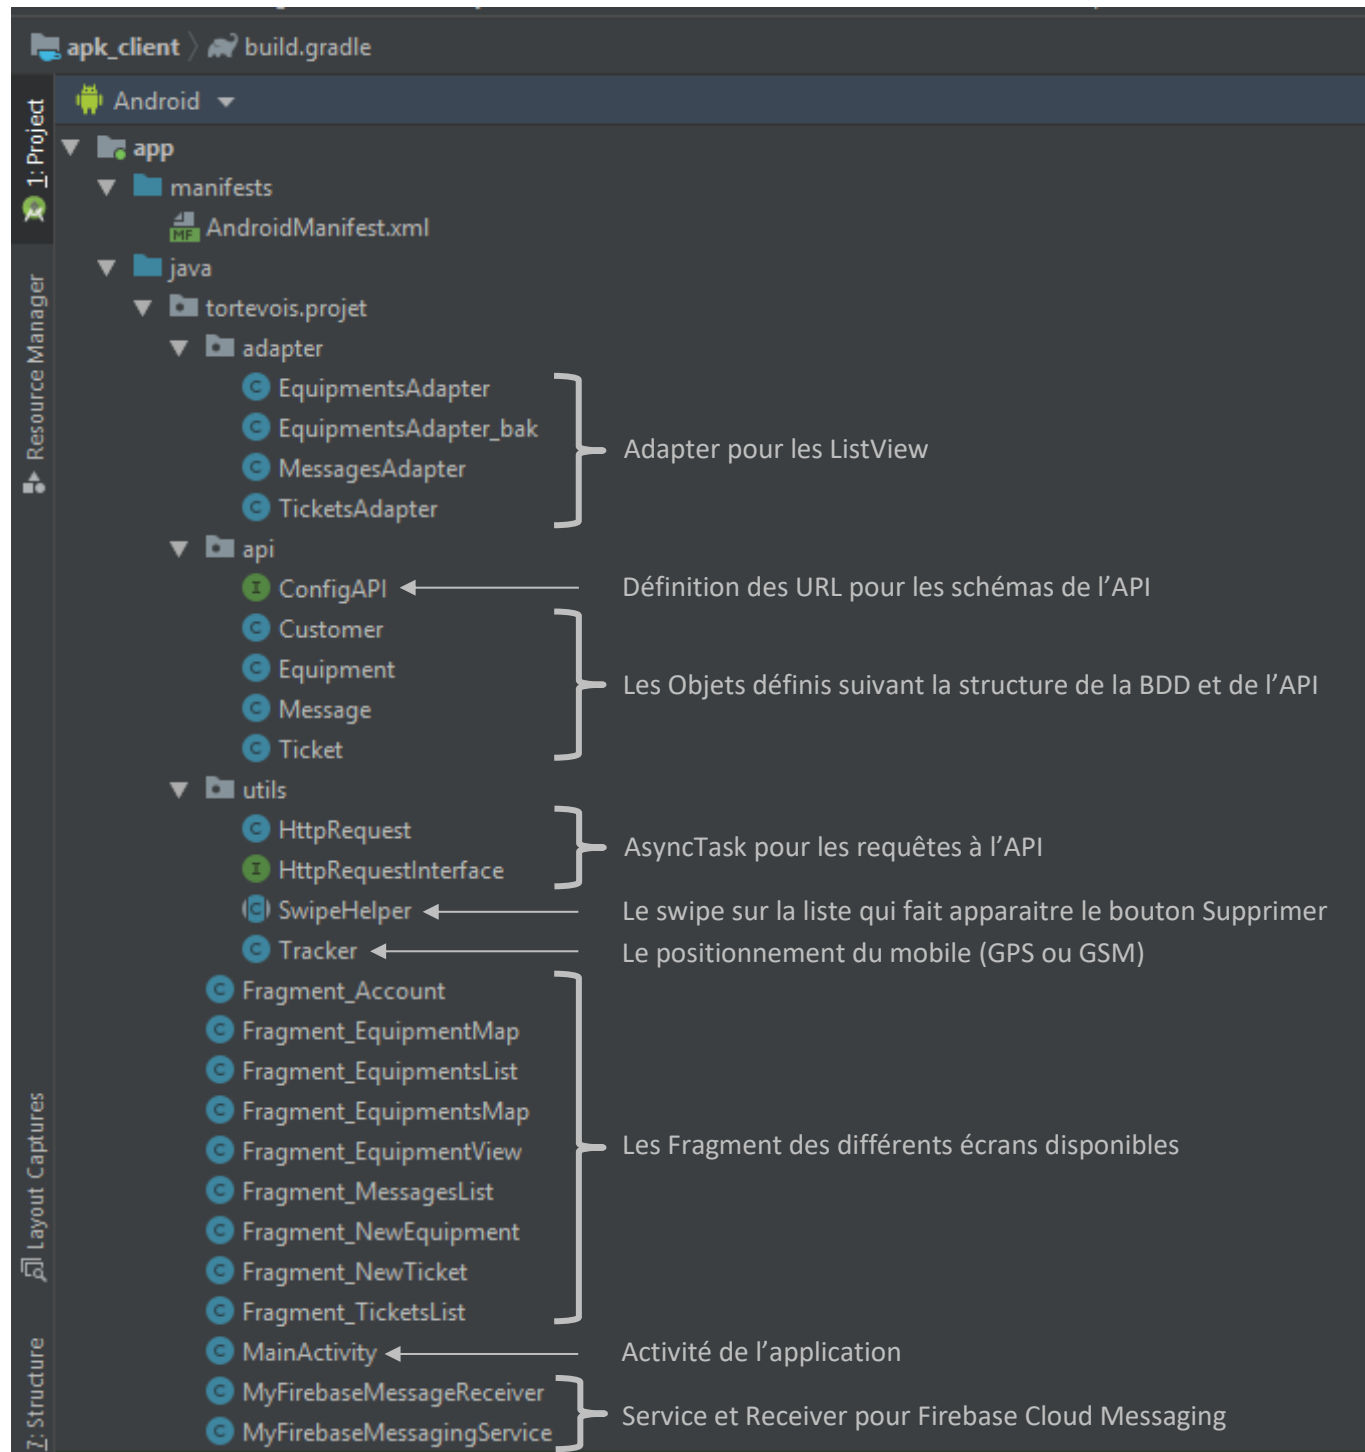 apk_client build.gradle
1: Project
Android
app
manifests
MF AndroidManifest.xml
java
tortevois.projet
adapter
C EquipmentsAdapter
C EquipmentsAdapter_bak
Adapter pour les ListView
C MessagesAdapter
C TicketsAdapter
Resource Manager
api
I ConfigAPI
Définition des URL pour les schémas de l’API
C Customer
C Equipment
Les Objets définis suivant la structure de la BDD et de l’API
C Message
C Ticket
utils
C HttpRequest
AsyncTask pour les requêtes à l’API
I HttpRequestInterface
C SwipeHelper
Le swipe sur la liste qui fait apparaitre le bouton Supprimer
C Tracker
Le positionnement du mobile (GPS ou GSM)
C Fragment_Account
C Fragment_EquipmentMap
C Fragment_EquipmentsList
C Fragment_EquipmentsMap
C Fragment_EquipmentView
Les Fragment des différents écrans disponibles
C Fragment_MessagesList
C Fragment_NewEquipment
C Fragment_NewTicket
C Fragment_TicketsList
Layout Captures
C MainActivity
Activité de l’application
C MyFirebaseMessageReceiver
Service et Receiver pour Firebase Cloud Messaging
C MyFirebaseMessagingService
7: Structure